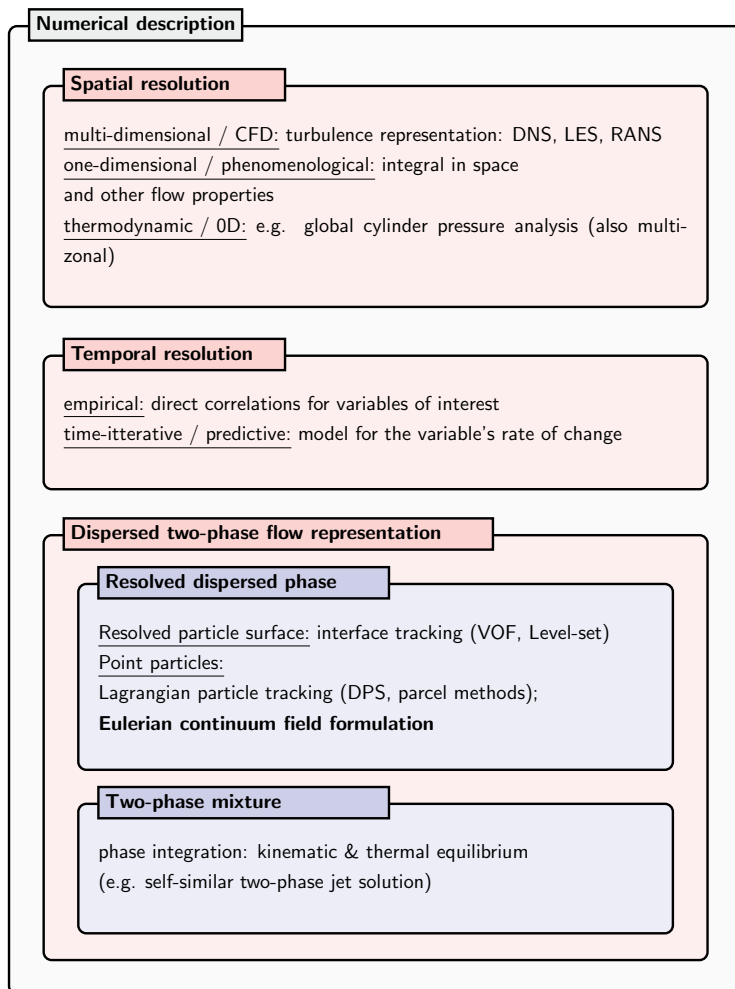 Numerical description
Spatial resolution
multi-dimensional / CFD: turbulence representation: DNS, LES, RANS
one-dimensional / phenomenological: integral in space
and other flow properties
thermodynamic / 0D: e.g. global cylinder pressure analysis (also multi-
zonal)
Temporal resolution
empirical: direct correlations for variables of interest
time-itterative / predictive: model for the variable's rate of change
Dispersed two-phase flow representation
Resolved dispersed phase
Resolved particle surface: interface tracking (VOF, Level-set)
Point particles:
Lagrangian particle tracking (DPS, parcel methods);
Eulerian continuum field formulation
Two-phase mixture
phase integration: kinematic & thermal equilibrium
(e.g. self-similar two-phase jet solution)